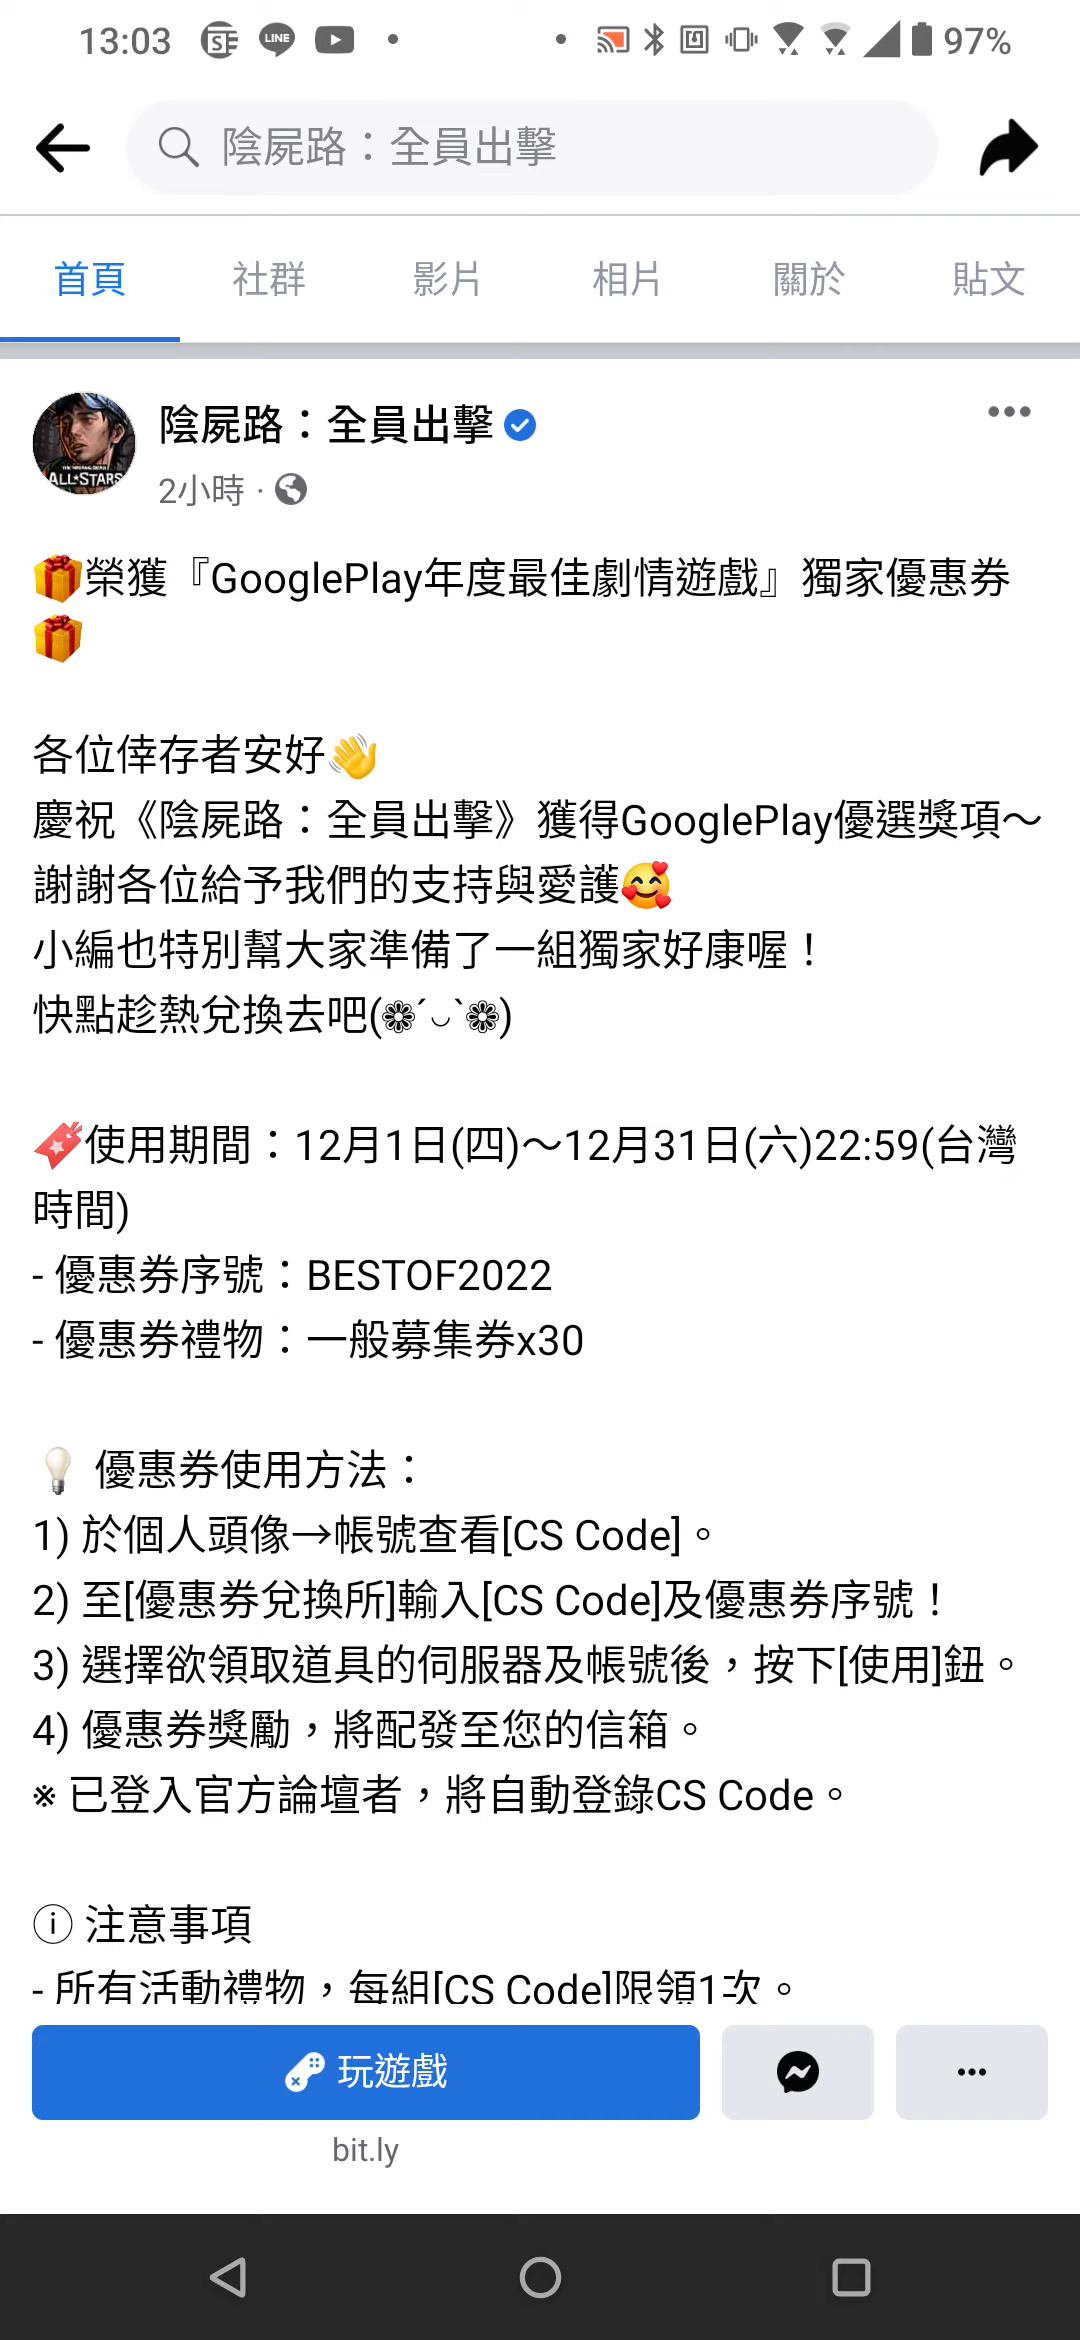 13:03
LINE
97%
陰屍路：全員出擊
首頁 社群 影片 相片 關於 貼文
陰屍路：全員出擊
ALL★STARS
2小時 ·
🎁榮獲『GooglePlay年度最佳劇情遊戲』獨家優惠券
🎁
各位倖存者安好👋
慶祝《陰屍路：全員出擊》獲得GooglePlay優選獎項～
謝謝各位給予我們的支持與愛護🥰
小編也特別幫大家準備了一組獨家好康喔！
快點趁熱兌換去吧(❁´◡`❁)
🔖使用期間：12月1日(四)～12月31日(六)22:59(台灣
時間)
- 優惠券序號：BESTOF2022
- 優惠券禮物：一般募集券x30
💡 優惠券使用方法：
1) 於個人頭像→帳號查看[CS Code]。
2) 至[優惠券兌換所]輸入[CS Code]及優惠券序號！
3) 選擇欲領取道具的伺服器及帳號後，按下[使用]鈕。
4) 優惠券獎勵，將配發至您的信箱。
※ 已登入官方論壇者，將自動登錄CS Code。
ⓘ 注意事項
- 所有活動禮物，每組[CS Code]限領1次。
玩遊戲
bit.ly